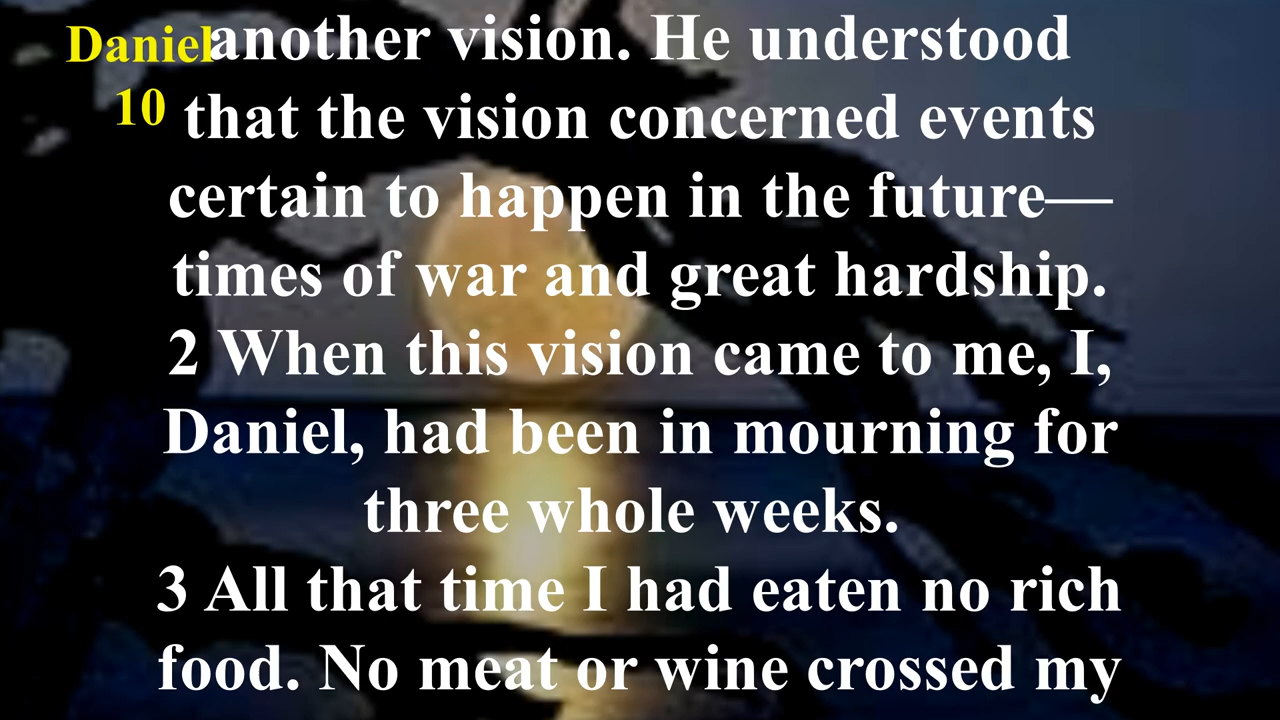 Daniel
10
another vision. He understood
that the vision concerned events
certain to happen in the future—
times of war and great hardship.
2 When this vision came to me, I,
Daniel, had been in mourning for
three whole weeks.
3 All that time I had eaten no rich
food. No meat or wine crossed my